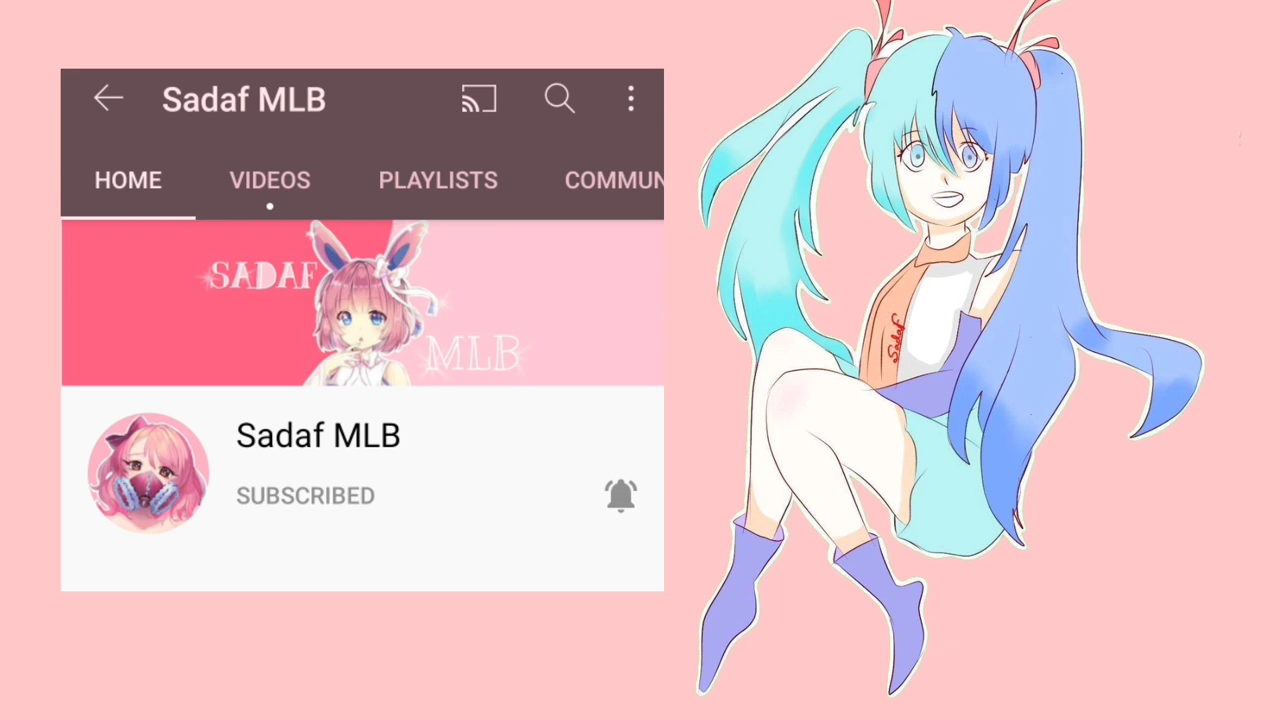 Sadaf MLB
HOME VIDEOS PLAYLISTS COMMUN
SADAF
MLB
Sadaf MLB
SUBSCRIBED
Sadaf